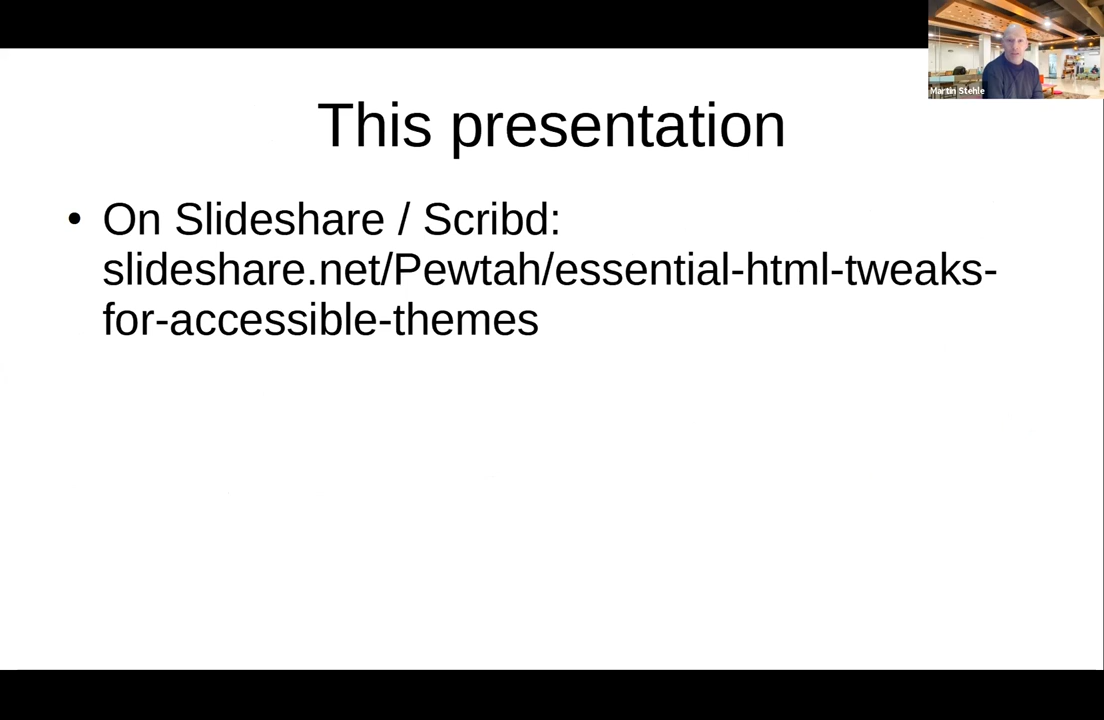 Martin Stehle
This presentation
• On Slideshare / Scribd:
slideshare.net/Pewtah/essential-html-tweaks-
for-accessible-themes